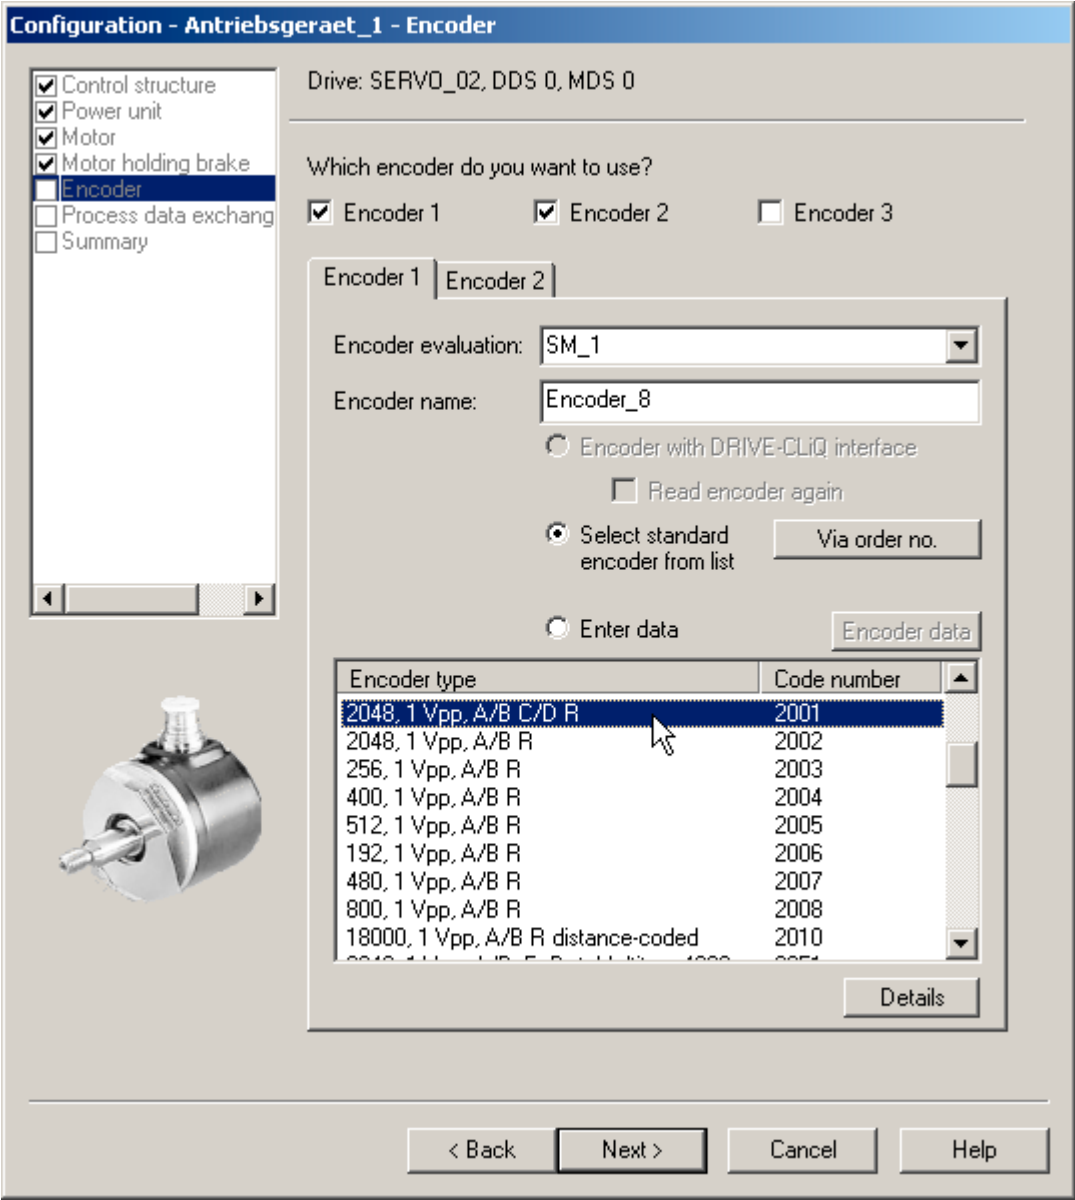 Configuration - Antriebsgeraet_1 - Encoder
Control structure
Power unit
Motor
Motor holding brake
Encoder
Process data exchang
Summary
Drive: SERVO_02, DDS 0, MDS 0
Which encoder do you want to use?
Encoder 1 Encoder 2 Encoder 3
Encoder 1 Encoder 2
Encoder evaluation: SM_1
Encoder name: Encoder_8
Encoder with DRIVE-CLiQ interface
Read encoder again
Select standard
encoder from list
Via order no.
Enter data Encoder data
Encoder type Code number
2048, 1 Vpp, A/B C/D R 2001
2048, 1 Vpp, A/B R 2002
256, 1 Vpp, A/B R 2003
400, 1 Vpp, A/B R 2004
512, 1 Vpp, A/B R 2005
192, 1 Vpp, A/B R 2006
480, 1 Vpp, A/B R 2007
800, 1 Vpp, A/B R 2008
18000, 1 Vpp, A/B R distance-coded 2010
Details
< Back Next > Cancel Help